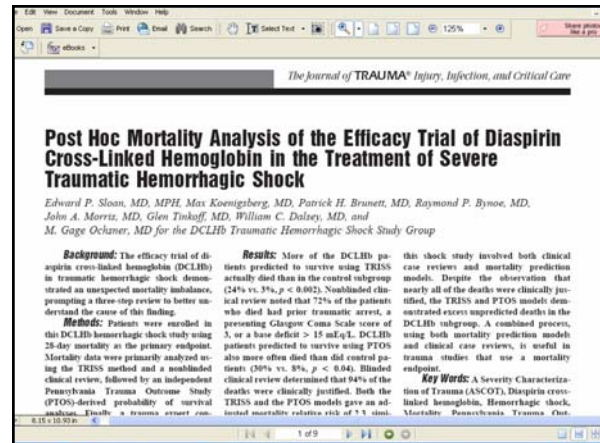 Edit View Document Tools Window Help
Open Save a Copy Print Email Search Select Text 125% Share photos like a pro
eBooks
The Journal of TRAUMA® Injury, Infection, and Critical Care
Post Hoc Mortality Analysis of the Efficacy Trial of Diaspirin
Cross-Linked Hemoglobin in the Treatment of Severe
Traumatic Hemorrhagic Shock
Edward P. Sloan, MD, MPH, Max Koenigsberg, MD, Patrick H. Brunett, MD, Raymond P. Bynoe, MD,
John A. Morris, MD, Glen Tinkoff, MD, William C. Dalsey, MD, and
M. Gage Ochsner, MD for the DCLHb Traumatic Hemorrhagic Shock Study Group
Background: The efficacy trial of di-
aspirin cross-linked hemoglobin (DCLHb)
in traumatic hemorrhagic shock demon-
strated an unexpected mortality imbalance,
prompting a three-step review to better un-
derstand the cause of this finding.
Methods: Patients were enrolled in
this DCLHb hemorrhagic shock study using
28-day mortality as the primary endpoint.
Mortality data were primarily analyzed us-
ing the TRISS method and a nonblinded
clinical review, followed by an independent
Pennsylvania Trauma Outcome Study
(PTOS)-derived probability of survival
analyses. Finally, a trauma expert con-
Results: More of the DCLHb pa-
tients predicted to survive using TRISS
actually died than in the control subgroup
(24% vs. 3%, p < 0.002). Nonblinded clin-
ical review noted that 72% of the patients
who died had prior traumatic arrest, a
presenting Glasgow Coma Scale score of
3, or a base deficit > 15 mEq/L. DCLHb
patients predicted to survive using PTOS
also more often died than did control pa-
tients (30% vs. 8%, p < 0.04). Blinded
clinical review determined that 94% of the
deaths were clinically justified. Both the
TRISS and the PTOS models gave an ad-
justed mortality relative risk of 2.3, simi-
this shock study involved both clinical
case reviews and mortality prediction
models. Despite the observation that
nearly all of the deaths were clinically jus-
tified, the TRISS and PTOS models dem-
onstrated excess unpredicted deaths in the
DCLHb subgroup. A combined process,
using both mortality prediction models
and clinical case reviews, is useful in
trauma studies that use a mortality
endpoint.
Key Words: A Severity Characteriza-
tion of Trauma (ASCOT), Diaspirin cross-
linked hemoglobin, Hemorrhagic shock,
Mortality, Pennsylvania Trauma Out-
8.15 x 10.93 in
1 of 9